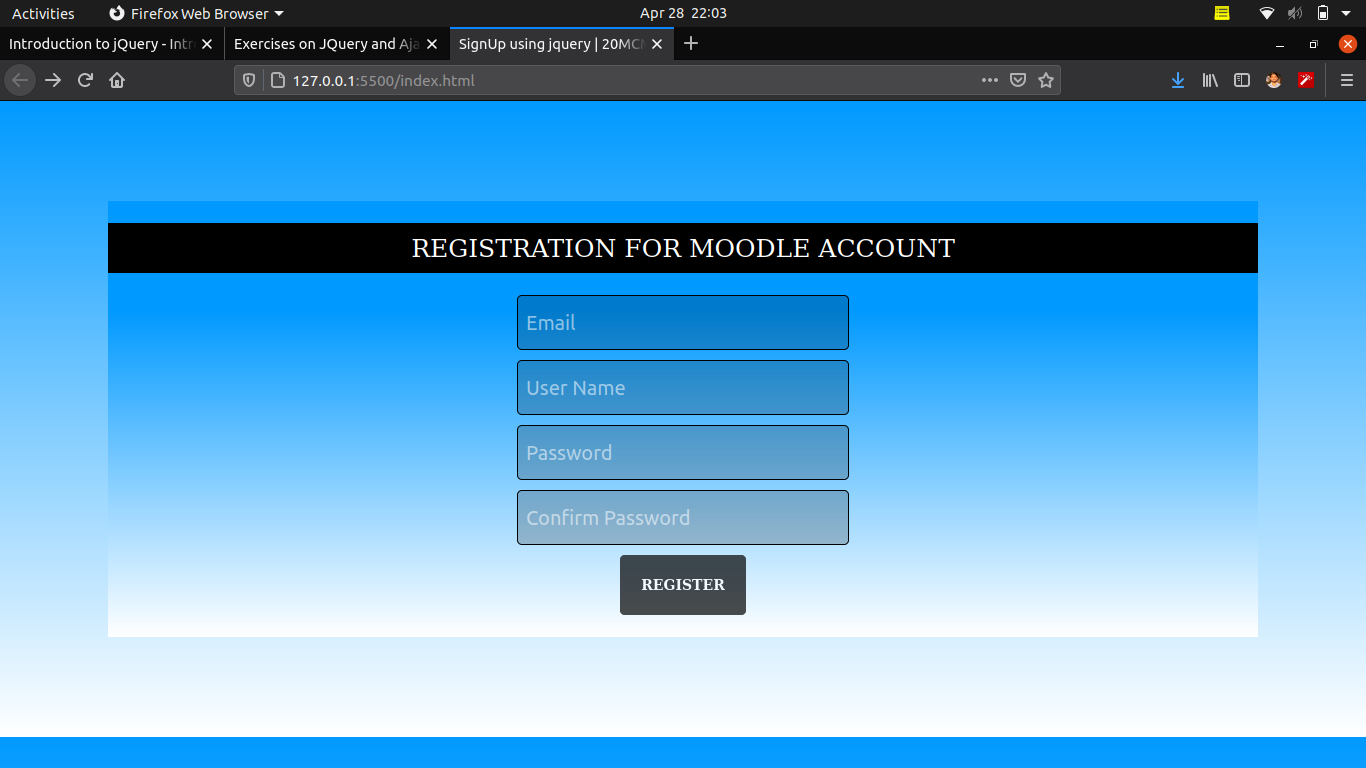 Activities Firefox Web Browser Apr 28 22:03
Introduction to jQuery - Intr Exercises on JQuery and Aja SignUp using jquery | 20MC
127.0.0.1:5500/index.html
REGISTRATION FOR MOODLE ACCOUNT
Email
User Name
Password
Confirm Password
REGISTER